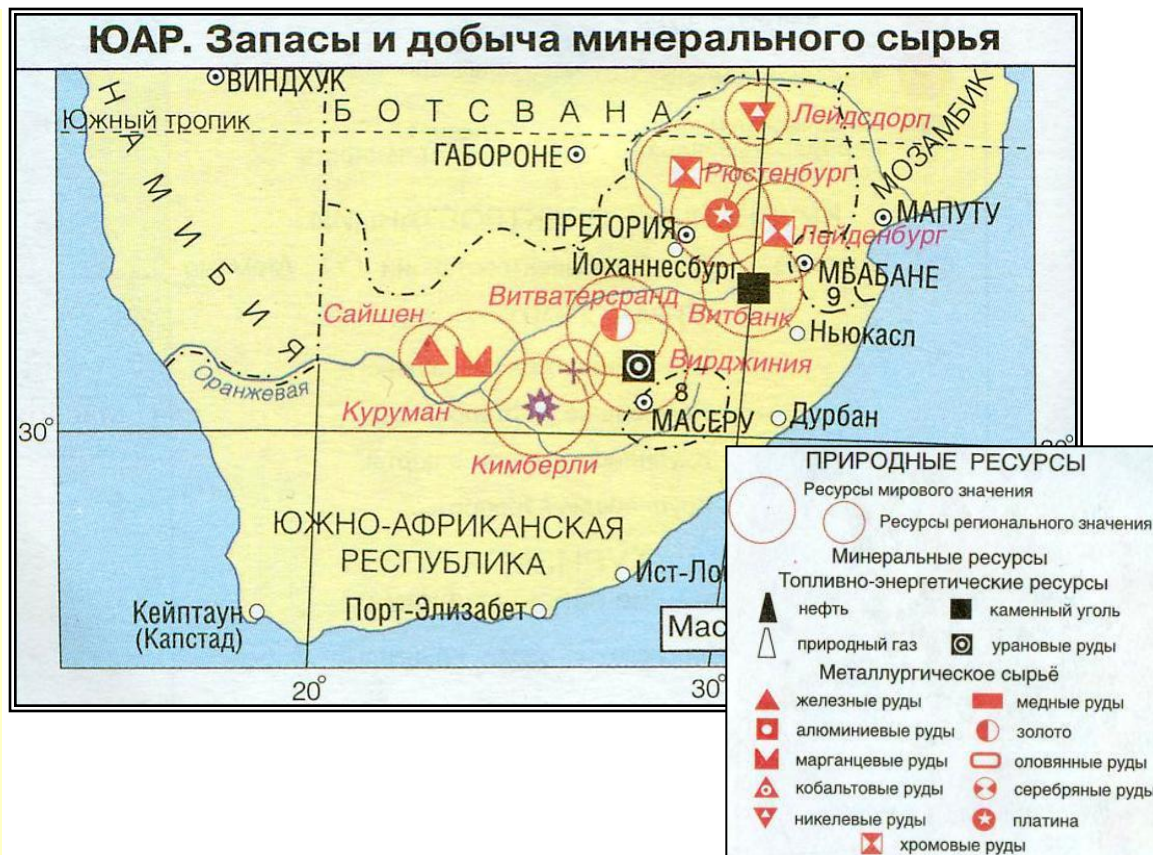 ЮАР. Запасы и добыча минерального сырья
ВИНДХУК
НАМИБИЯ
БОТСВАНА
Южный тропик
ГАБОРОНЕ
Лейдсдорп
МОЗАМБИК
Рюстенбург
МАПУТУ
ПРЕТОРИЯ
Лейденбург
Йоханнесбург
МБАБАНЕ
9
Витватерсранд
Витбанк
Сайшен
Ньюкасл
Вирджиния
Оранжевая
8
Куруман
МАСЕРУ
Дурбан
30°
Кимберли
ЮЖНО-АФРИКАНСКАЯ
РЕСПУБЛИКА
Кейптаун
(Капстад)
Порт-Элизабет
20°
30°
ПРИРОДНЫЕ РЕСУРСЫ
Ресурсы мирового значения
Ресурсы регионального значения
Минеральные ресурсы
Топливно-энергетические ресурсы
нефть
каменный уголь
природный газ
урановые руды
Металлургическое сырьё
железные руды
медные руды
алюминиевые руды
золото
марганцевые руды
оловянные руды
кобальтовые руды
серебряные руды
никелевые руды
платина
хромовые руды